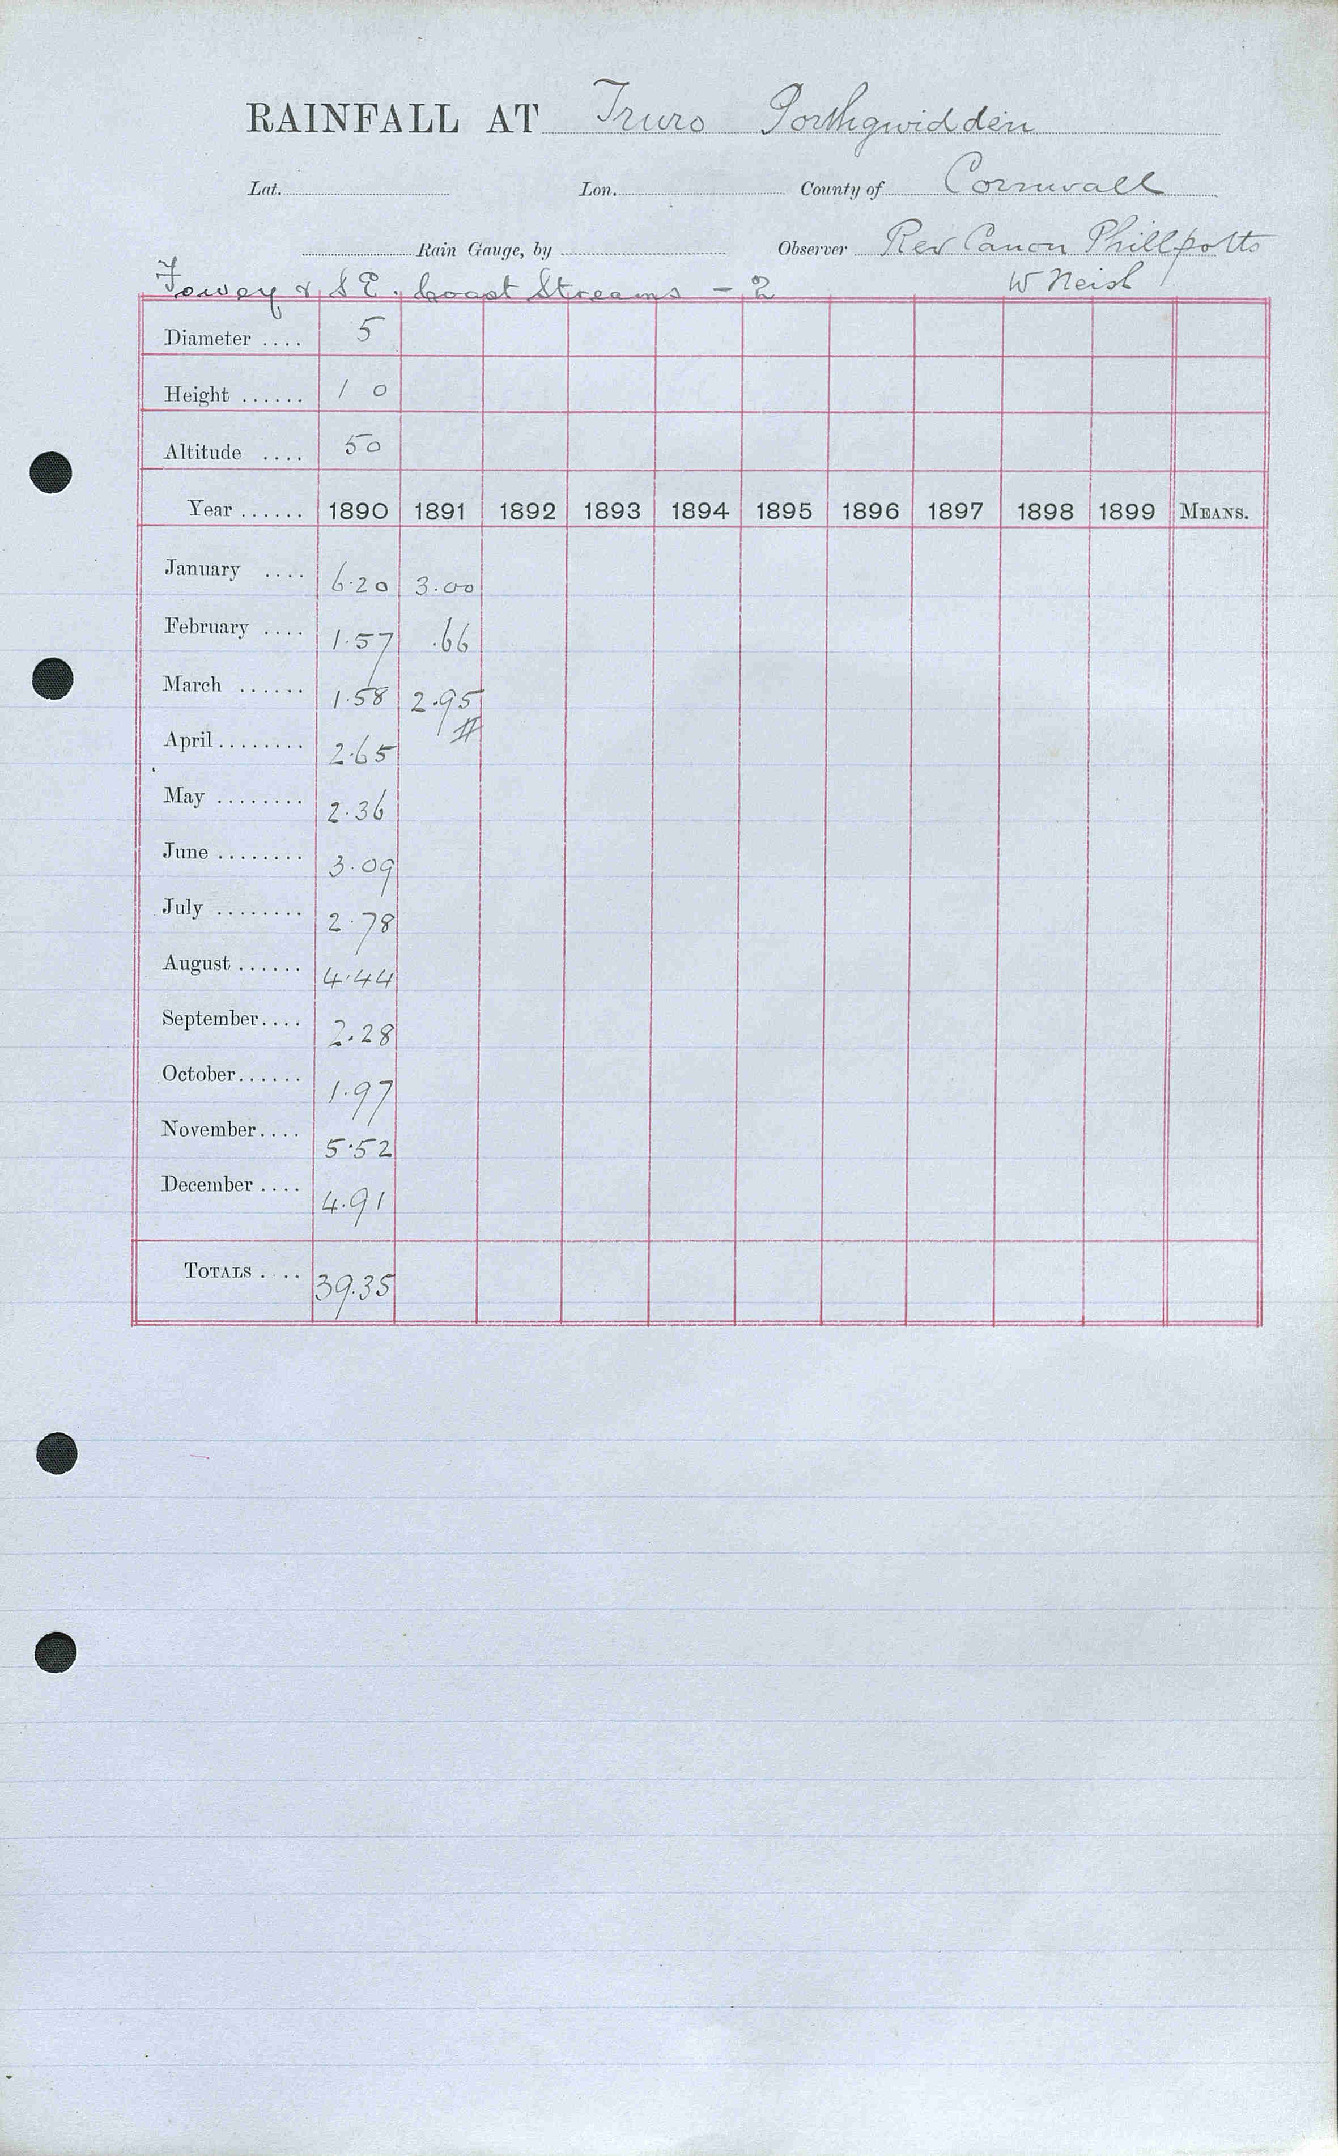 RAINFALL AT Truro Porthgwidden
Lat. Lon. County of Cornwall
Rain Gauge, by Observer Rev Canon Phillpotts
Fowey & S E. Coast Streams - 2 W Neish
Diameter .... 5
Height ...... 1 0
Altitude .... 50
Year ...... 1890 1891 1892 1893 1894 1895 1896 1897 1898 1899 MEANS.
January .... 6.20 3.00
February .... 1.57 .66
March ...... 1.58 2.95
April ........ 2.65 #
May ........ 2.36
June ........ 3.09
July ........ 2.78
August ...... 4.44
September.... 2.28
October...... 1.97
November.... 5.52
December .... 4.91
TOTALS .... 39.35